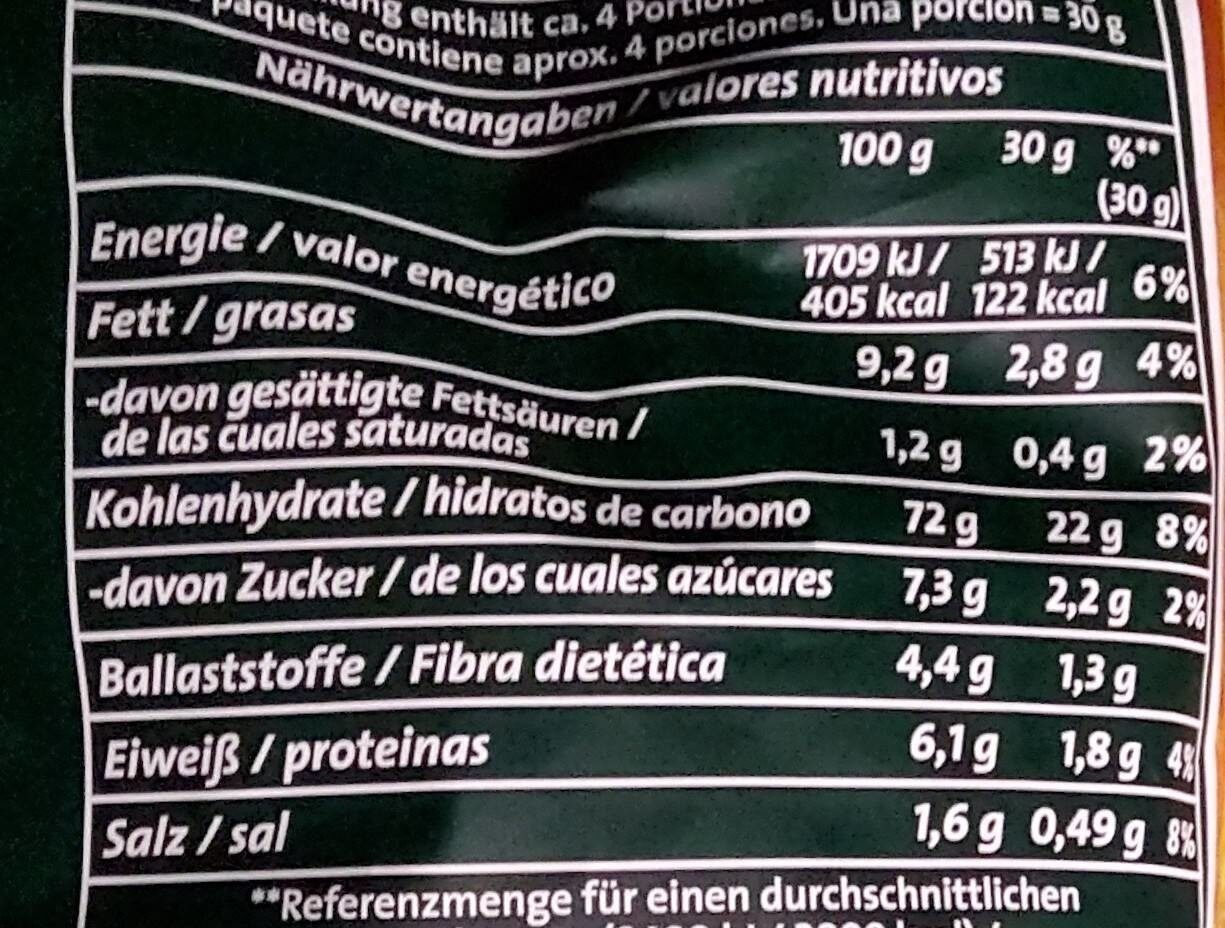 enthält ca. 4
contiene aprox. 4 porciones. Una porción = 30 g
Nährwertangaben / valores nutritivos
100 g 30 g %**
(30 g)
Energie / valor energético 1709 kJ / 513 kJ / 6%
405 kcal 122 kcal
Fett / grasas 9,2 g 2,8 g 4%
-davon gesättigte Fettsäuren /
de las cuales saturadas 1,2 g 0,4 g 2%
Kohlenhydrate / hidratos de carbono 72 g 22 g 8%
-davon Zucker / de los cuales azúcares 7,3 g 2,2 g 2%
Ballaststoffe / Fibra dietética 4,4 g 1,3 g
Eiweiß / proteinas 6,1 g 1,8 g 4%
Salz / sal 1,6 g 0,49 g 8%
**Referenzmenge für einen durchschnittlichen